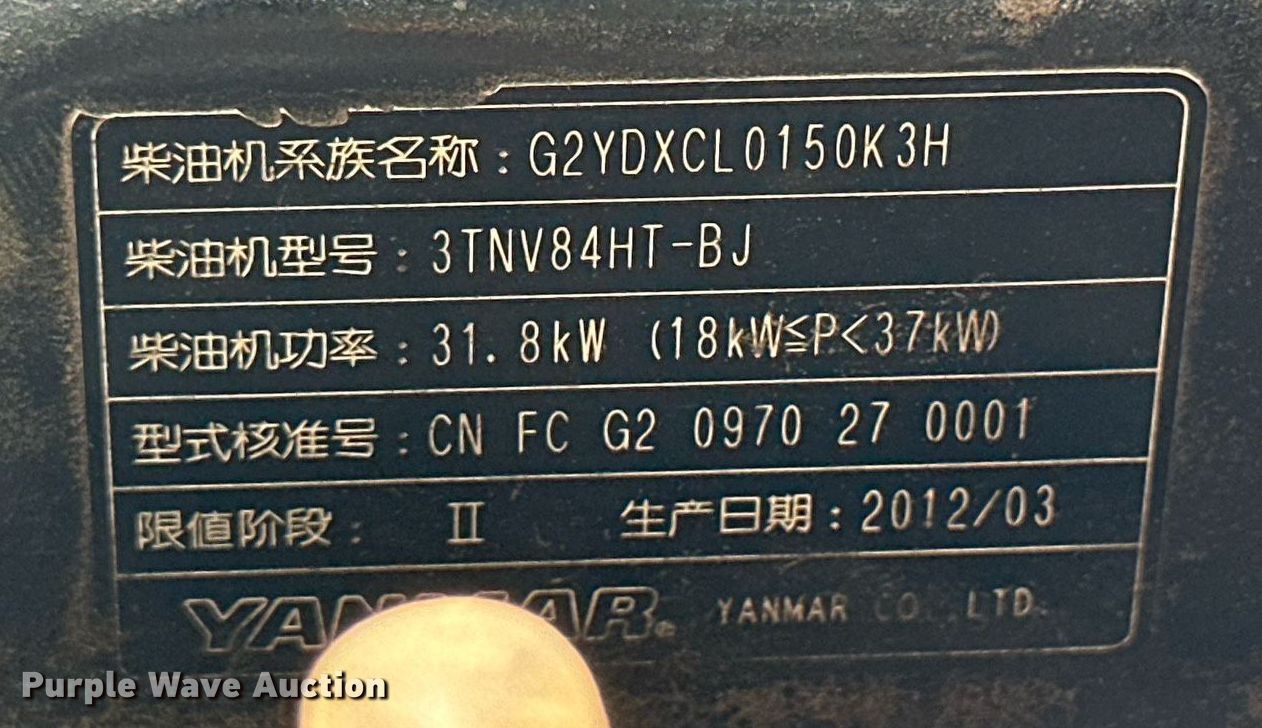 柴油机系族名称：G2YDXCL0150K3H
柴油机型号：3TNV84HT-BJ
柴油机功率：31.8kW (18kW≦P<37kW)
型式核准号：CN FC G2 0970 27 0001
限值阶段： Ⅱ 生产日期：2012/03
YANMAR® YANMAR CO.,LTD.
Purple Wave Auction